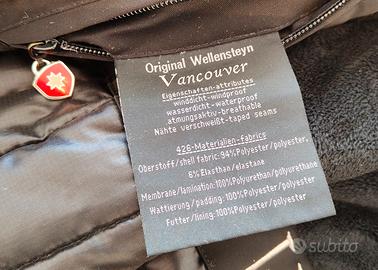 Original Wellensteyn
Vancouver
Eigenschaften-attributes
winddicht-windproof
wasserdicht-waterproof
atmungsaktiv-breathable
Nähte verschweißt-taped seams
428-Materialien-Fabrics
Oberstoff/shell fabric: 94%Polyester/polyester,
6% Elasthan/elastane
Membrane/lamination:100%Polyurethan/polyurethane
Wattierung/padding: 100%Polyester/polyester
Futter/lining: 100%Polyester/polyester
subito